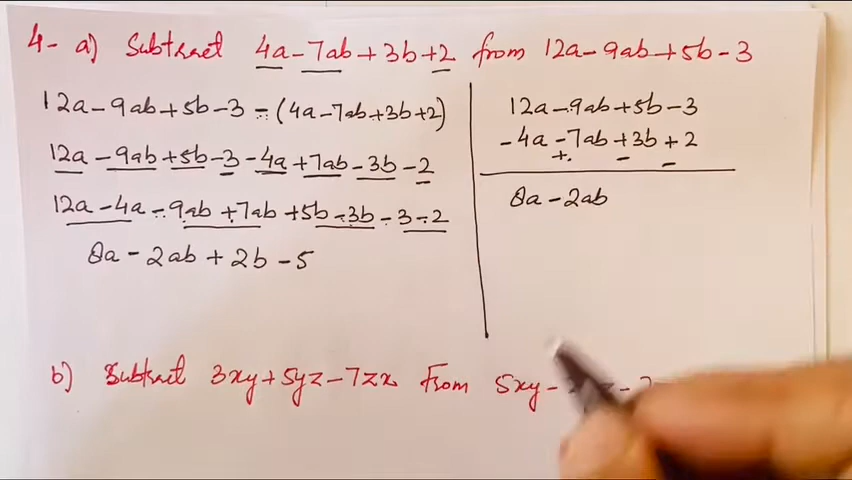 4- a) Subtract 4a - 7ab + 3b + 2 from 12a - 9ab + 5b - 3
12a - 9ab + 5b - 3 - (4a - 7ab + 3b + 2)
12a - 9ab + 5b - 3 - 4a + 7ab - 3b - 2
12a - 4a - 9ab + 7ab + 5b - 3b - 3 - 2
8a - 2ab + 2b - 5
12a - 9ab + 5b - 3
- 4a - 7ab + 3b + 2
+ - -
8a - 2ab
b) Subtract 3xy + 5yz - 7zx from 5xy -